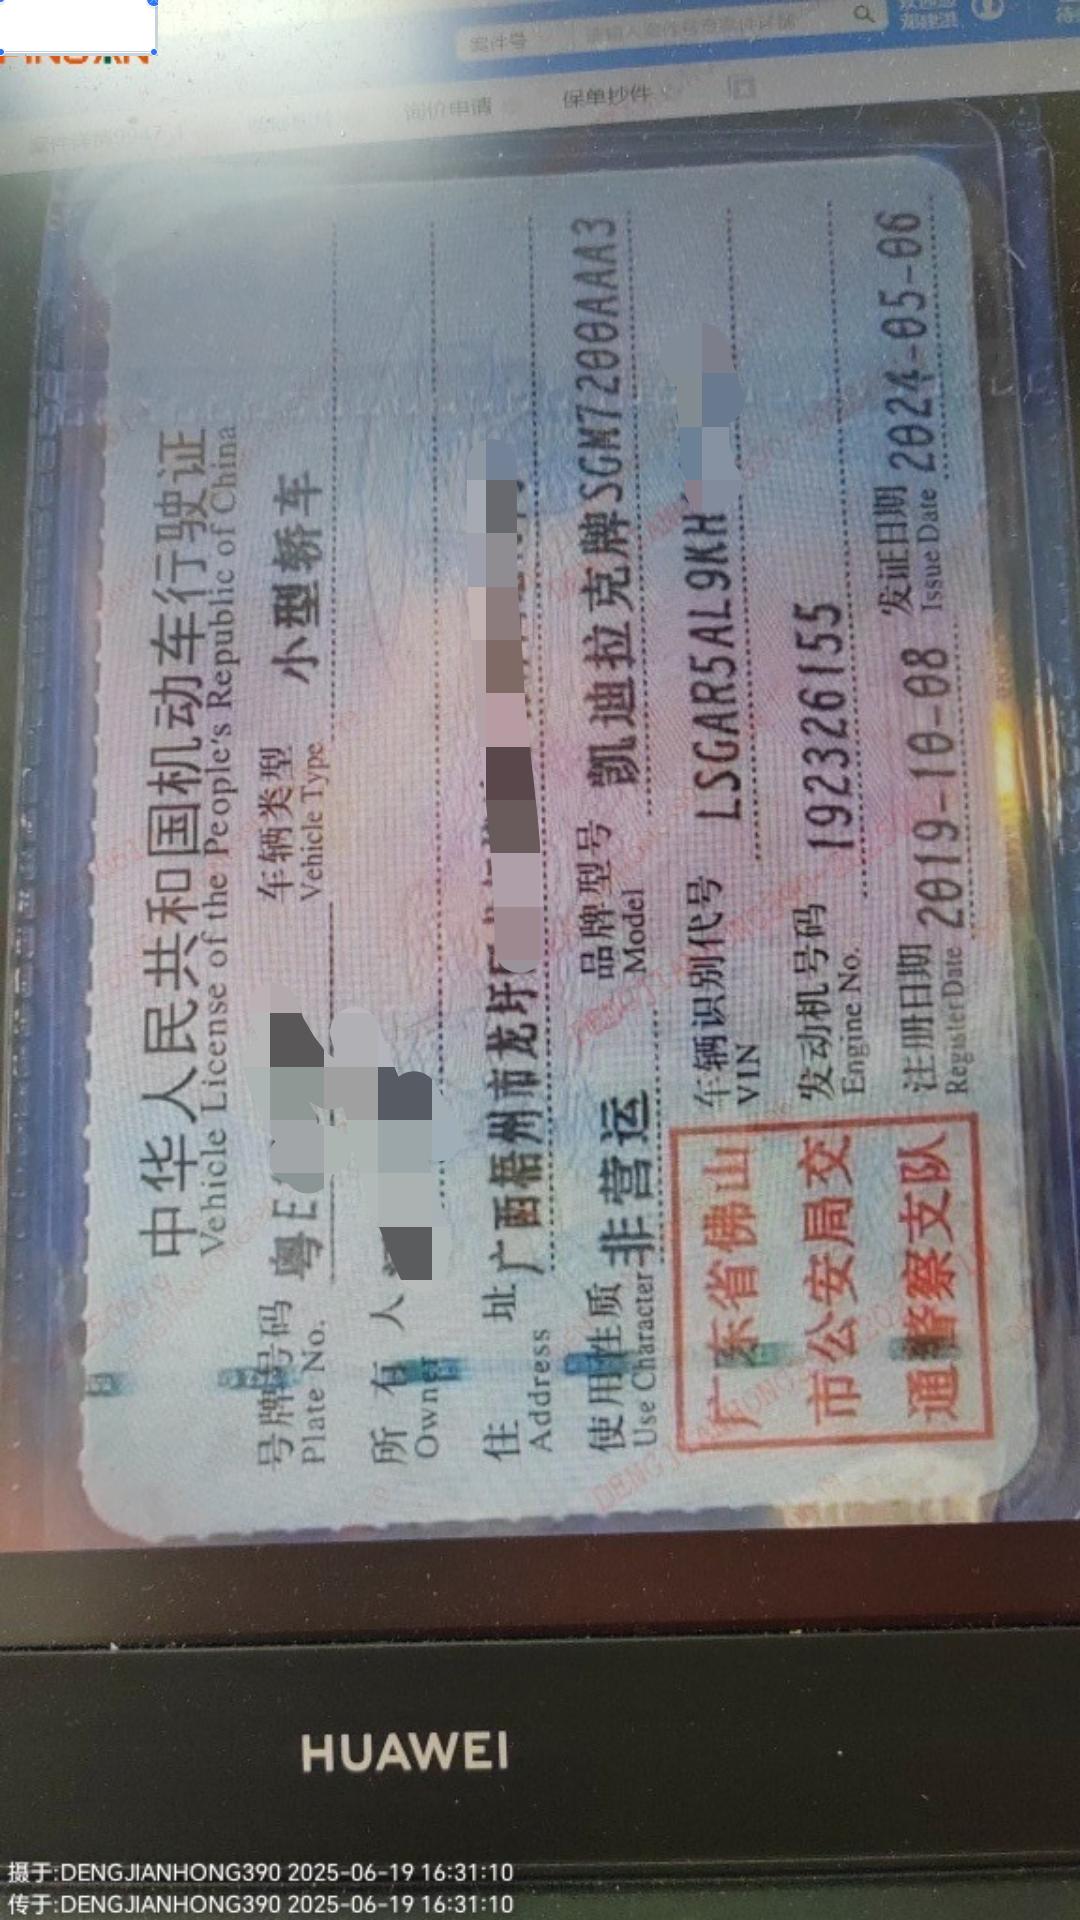 案件号
询价申请
保单抄件
中华人民共和国机动车行驶证
Vehicle License of the People's Republic of China
号牌号码 粤E 车辆类型 小型轿车
Plate No. Vehicle Type
所有人
Owner
住址 广西梧州市龙圩
Address
使用性质 非营运 品牌型号 凯迪拉克牌SGM7200AAA3
Use Character Model
广东省佛山
市公安局交
通警察支队
车辆识别代号 LSGAR5AL9KH
VIN
发动机号码 192326155
Engine No.
注册日期 2019-10-08 发证日期 2024-05-06
Register Date Issue Date
HUAWEI
摄于:DENGJIANHONG390 2025-06-19 16:31:10
传于:DENGJIANHONG390 2025-06-19 16:31:10